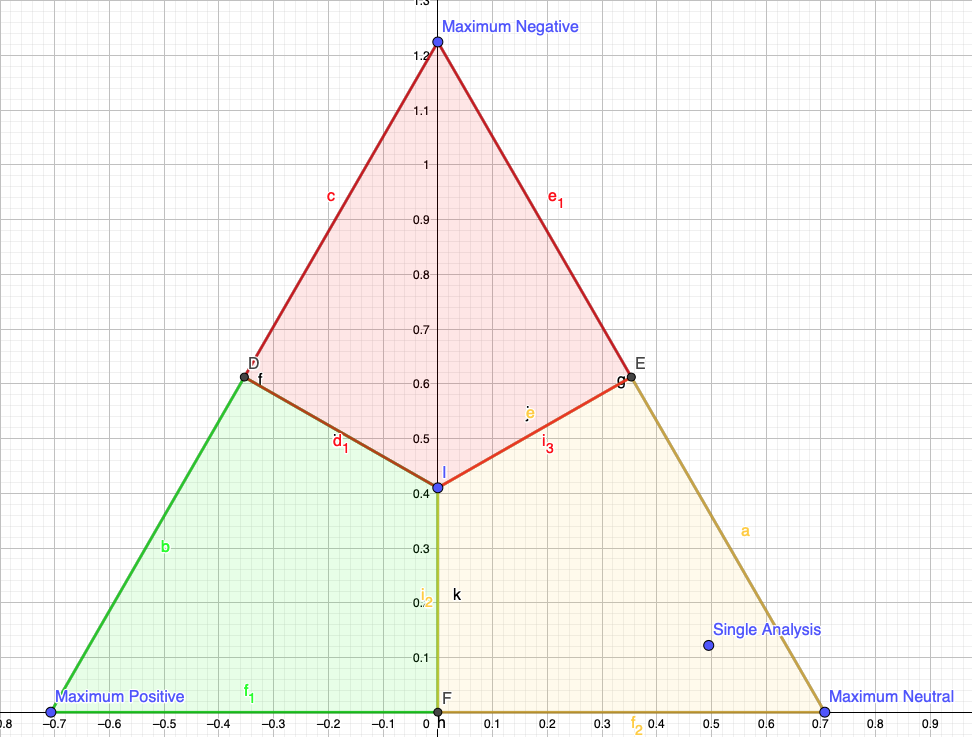 1.3
Maximum Negative
1.2
1.1
1
c
e1
0.9
0.8
0.7
D
E
f
g
0.6
e
d1
0.5
i3
I
0.4
a
b
0.3
i2
k
0.2
Single Analysis
0.1
Maximum Positive
f1
F
Maximum Neutral
0.8 −0.7 −0.6 −0.5 −0.4 −0.3 −0.2 −0.1 0 h 0.1 0.2 0.3 f2 0.4 0.5 0.6 0.7 0.8 0.9